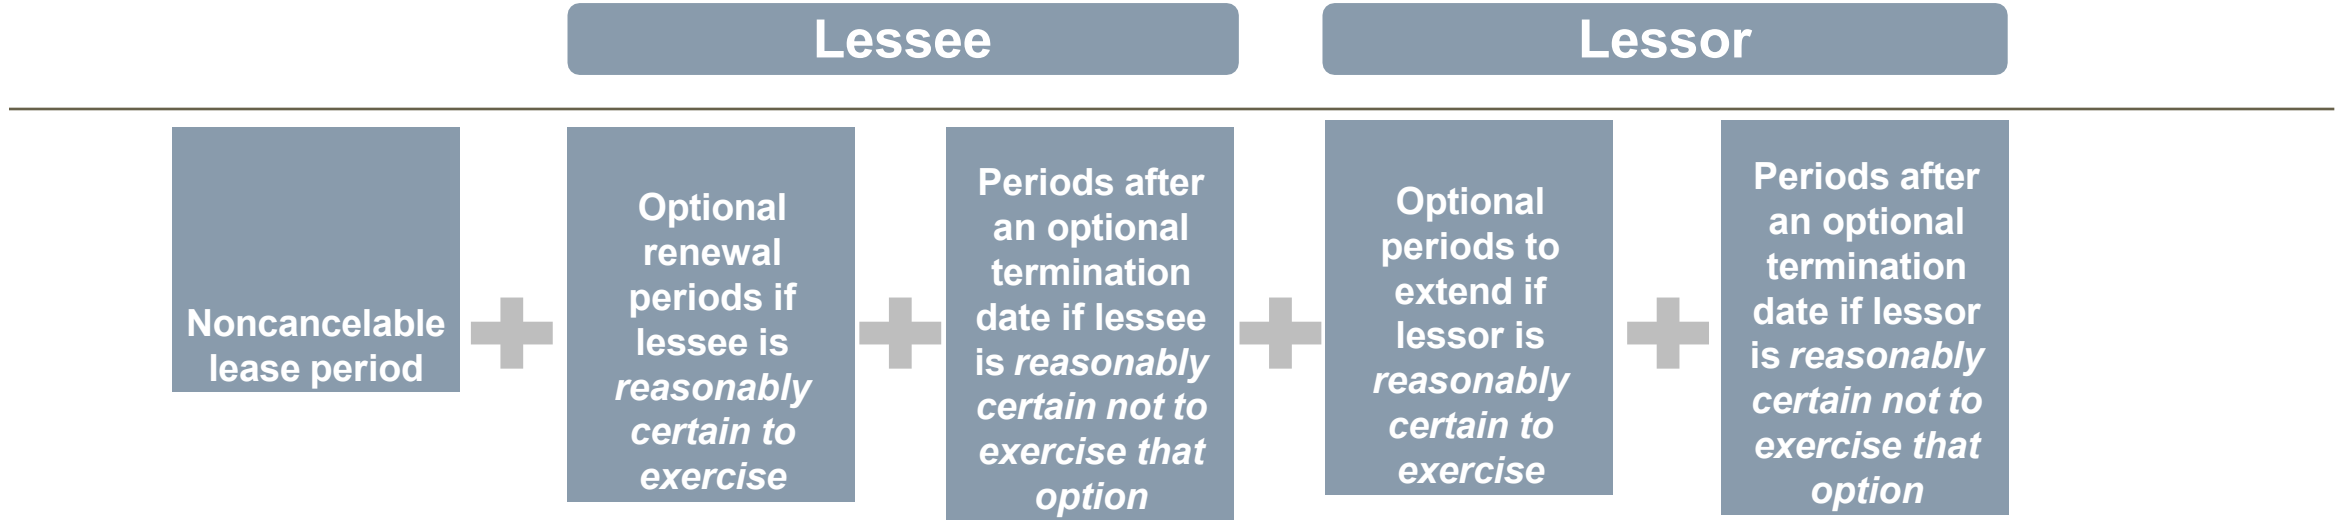 Lessee
Lessor
Noncancelable
lease period
Optional
renewal
periods if
lessee is
reasonably
certain to
exercise
Periods after
an optional
termination
date if lessee
is reasonably
certain not to
exercise that
option
Optional
periods to
extend if
lessor is
reasonably
certain to
exercise
Periods after
an optional
termination
date if lessor
is reasonably
certain not to
exercise that
option